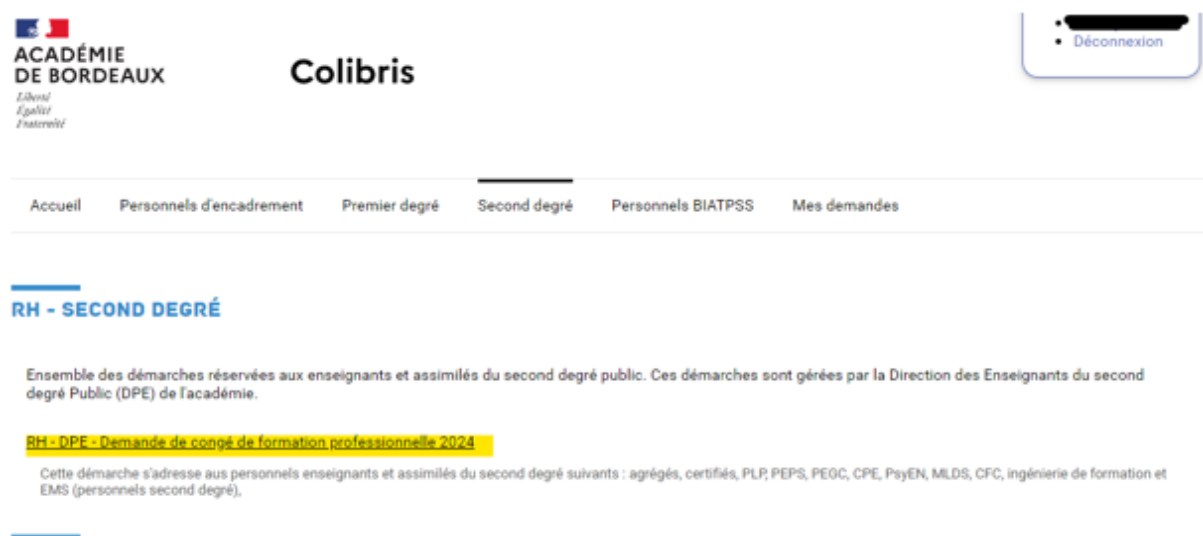 ACADÉMIE
DE BORDEAUX
Liberté
Égalité
Fraternité
Colibris
Déconnexion
Accueil Personnels d'encadrement Premier degré Second degré Personnels BIATPSS Mes demandes
RH - SECOND DEGRÉ
Ensemble des démarches réservées aux enseignants et assimilés du second degré public. Ces démarches sont gérées par la Direction des Enseignants du second
degré Public (DPE) de l'académie.
RH - DPE - Demande de congé de formation professionnelle 2024
Cette démarche s'adresse aus personnels enseignants et assimilés du second degré suivants : agrégés, certifiés, PLP, PEPS, PEGC, CPE, PsyEN, MLDS, CFC, ingénierie de formation et
EMS (personnels second degré),